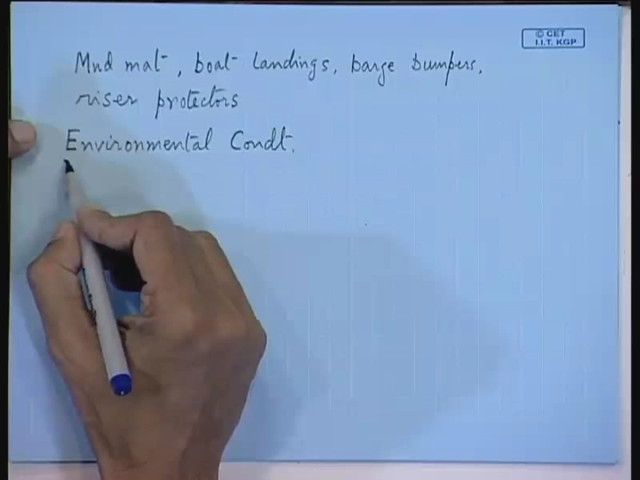 © CET
I.I.T. KGP
Mud mat, boat landings, barge bumpers,
riser protectors
Environmental Condt.